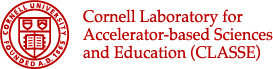 CORNELL UNIVERSITY
FOUNDED A.D. 1865
Cornell Laboratory for
Accelerator-based Sciences
and Education (CLASSE)